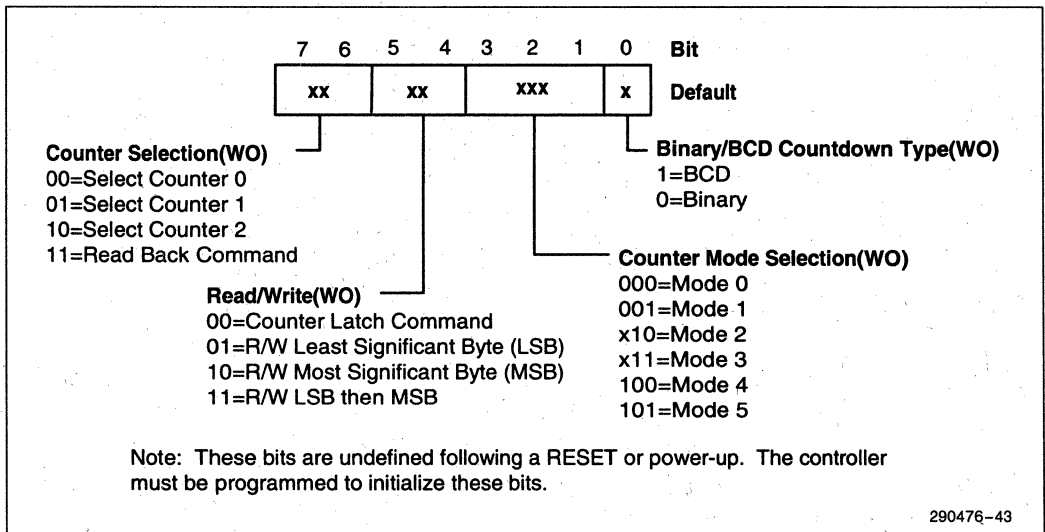 7 6 5 4 3 2 1 0 Bit
xx xx xxx x Default
Counter Selection(WO)
00=Select Counter 0
01=Select Counter 1
10=Select Counter 2
11=Read Back Command
Binary/BCD Countdown Type(WO)
1=BCD
0=Binary
Read/Write(WO)
00=Counter Latch Command
01=R/W Least Significant Byte (LSB)
10=R/W Most Significant Byte (MSB)
11=R/W LSB then MSB
Counter Mode Selection(WO)
000=Mode 0
001=Mode 1
x10=Mode 2
x11=Mode 3
100=Mode 4
101=Mode 5
Note: These bits are undefined following a RESET or power-up. The controller
must be programmed to initialize these bits.
290476–43